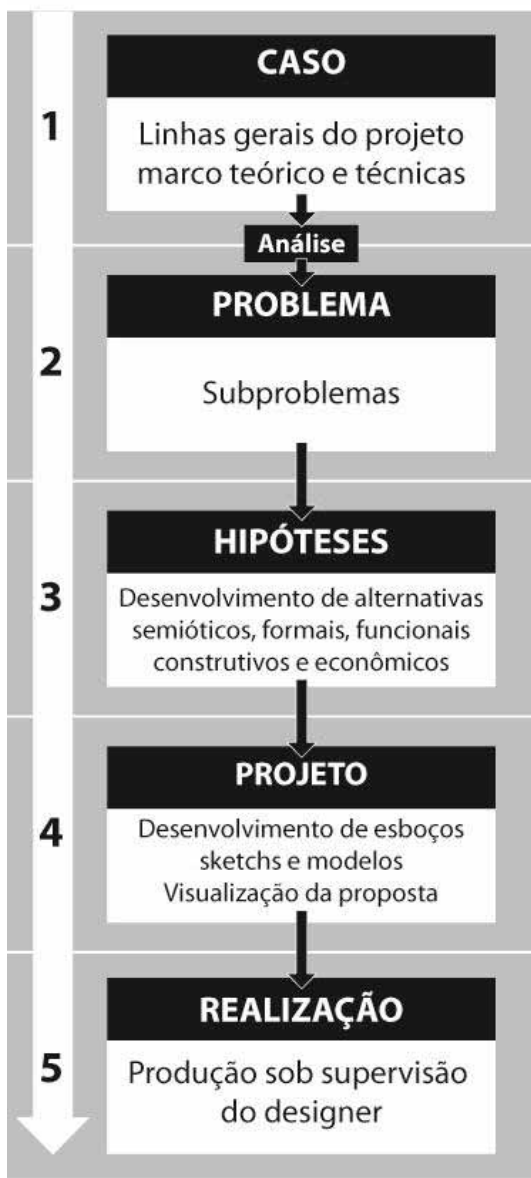 1
CASO
Linhas gerais do projeto
marco teórico e técnicas
Análise
2
PROBLEMA
Subproblemas
3
HIPÓTESES
Desenvolvimento de alternativas
semióticos, formais, funcionais
construtivos e econômicos
4
PROJETO
Desenvolvimento de esboços
sketchs e modelos
Visualização da proposta
5
REALIZAÇÃO
Produção sob supervisão
do designer